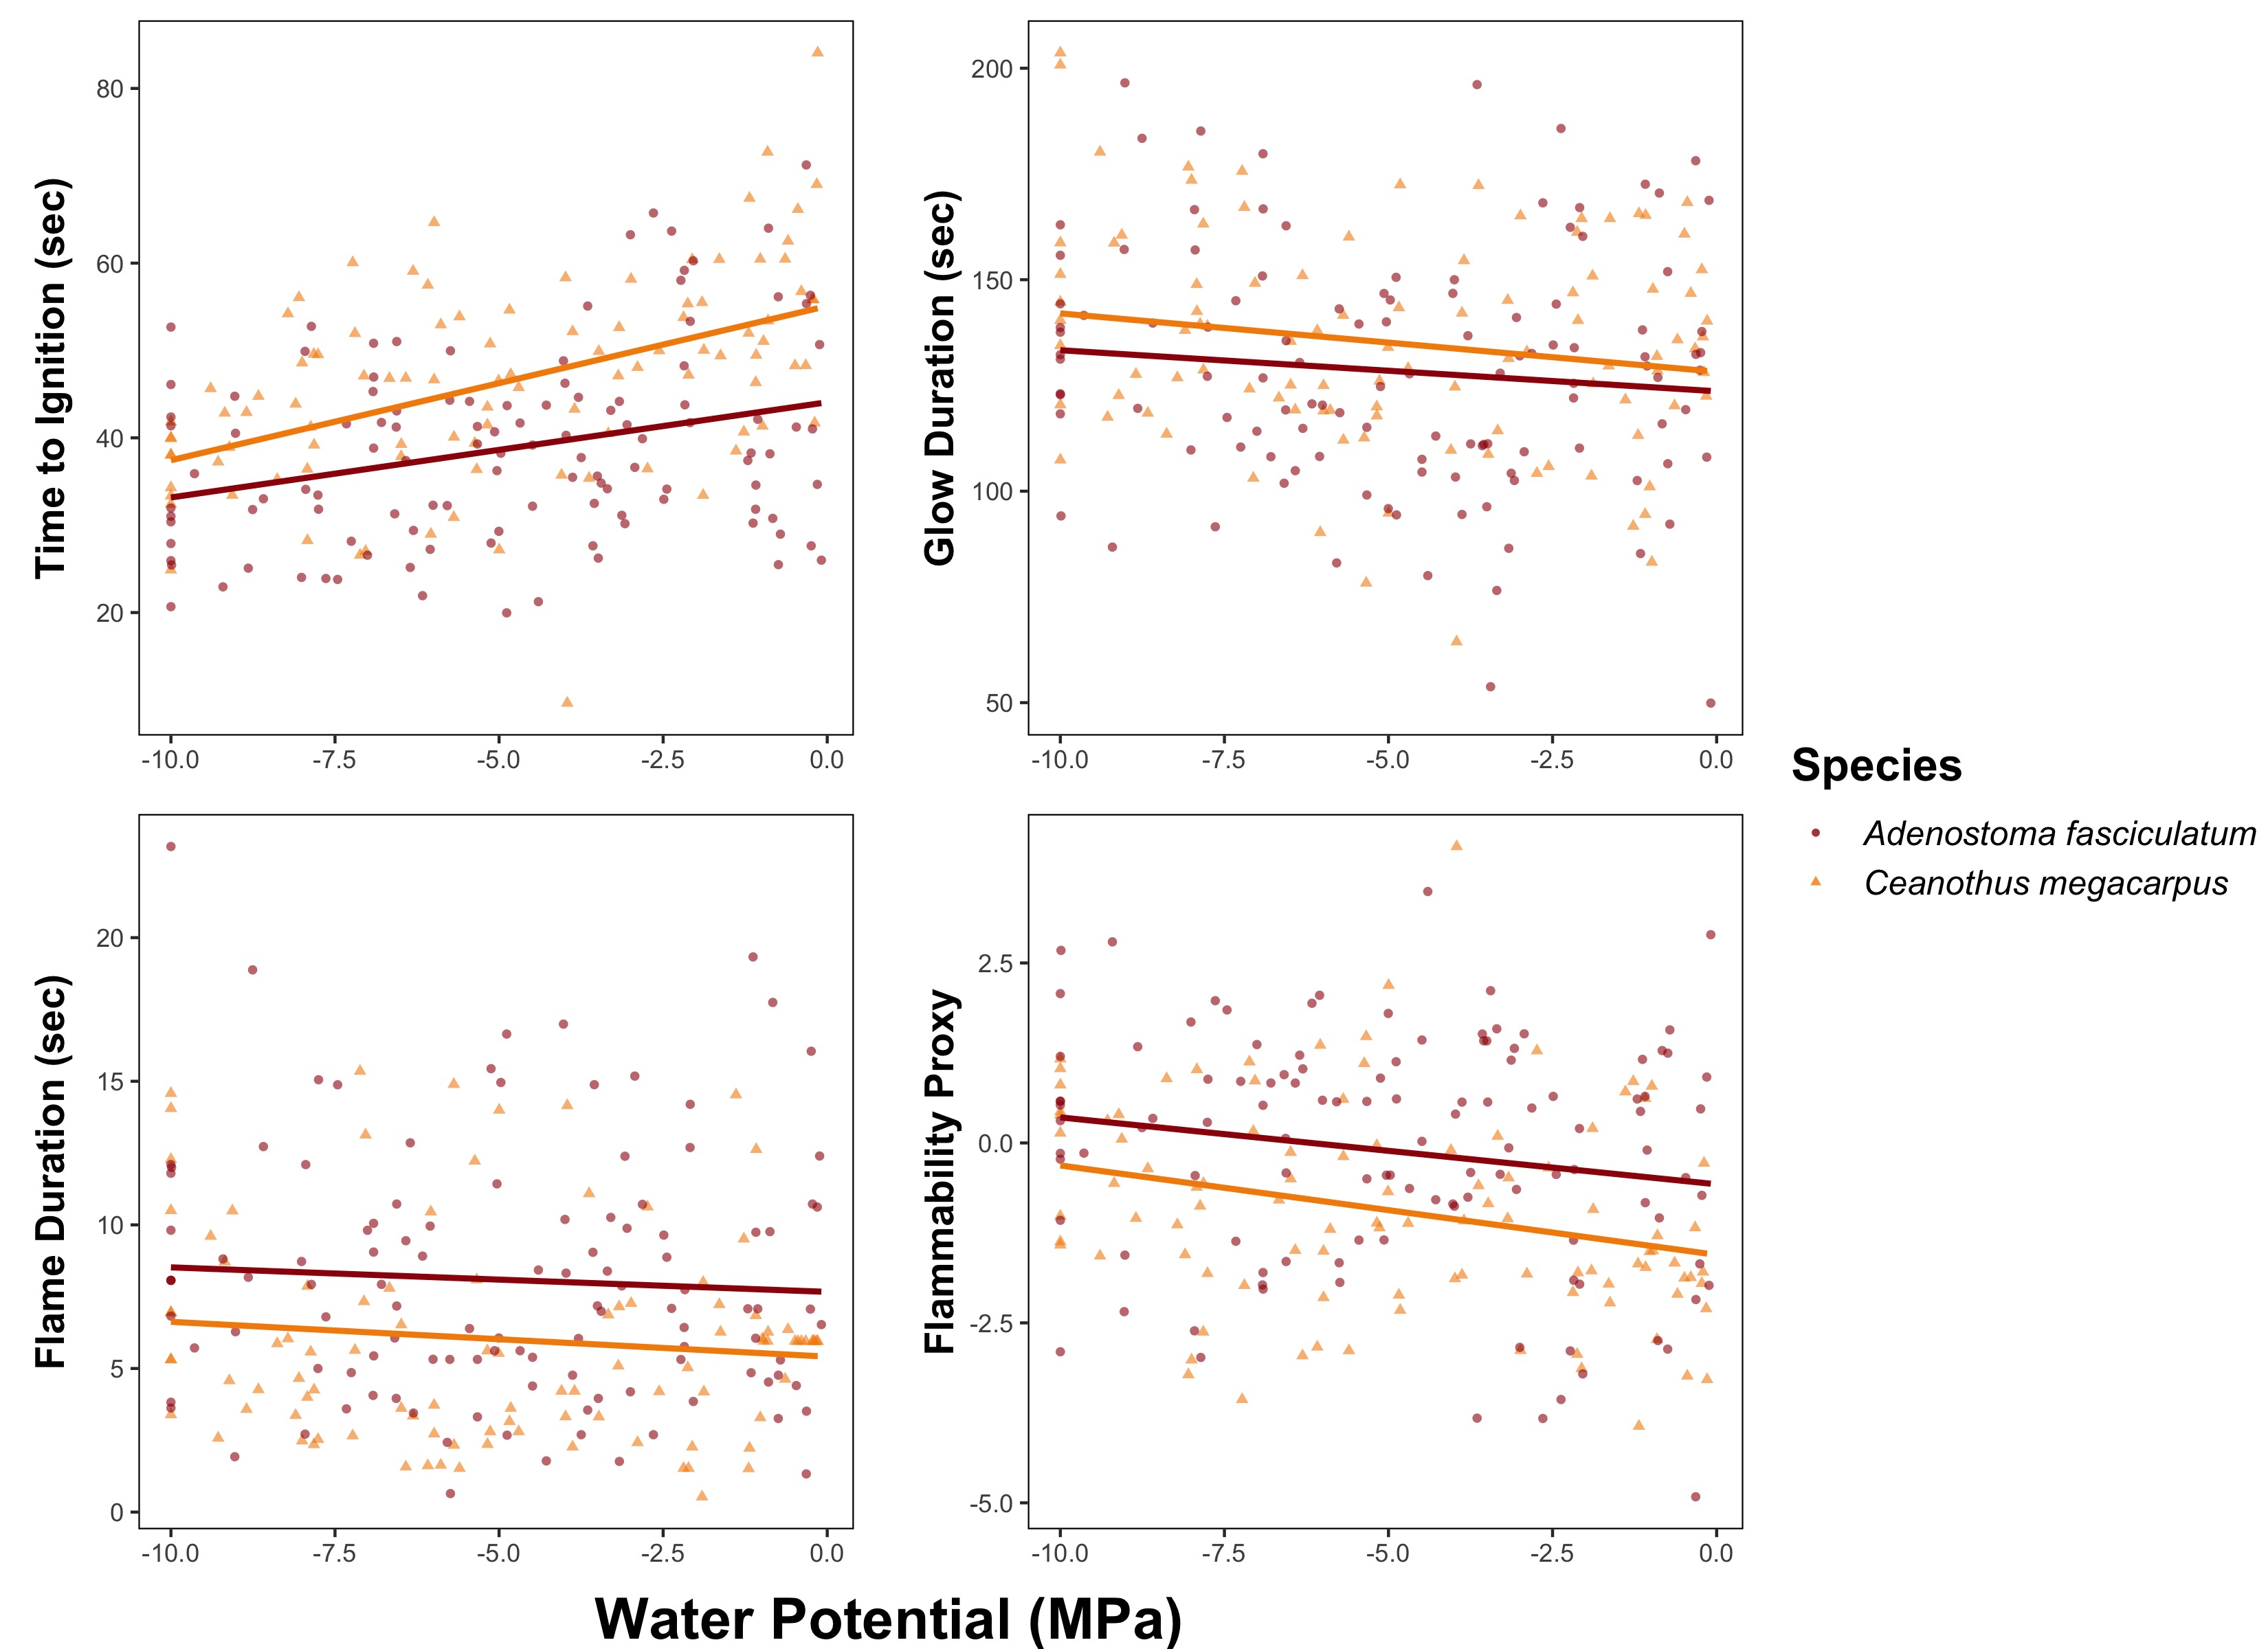 80
60
40
20
Time to Ignition (sec)
-10.0 -7.5 -5.0 -2.5 0.0
200
150
100
50
Glow Duration (sec)
-10.0 -7.5 -5.0 -2.5 0.0
20
15
10
5
0
Flame Duration (sec)
-10.0 -7.5 -5.0 -2.5 0.0
2.5
0.0
-2.5
-5.0
Flammability Proxy
-10.0 -7.5 -5.0 -2.5 0.0
Water Potential (MPa)
Species
Adenostoma fasciculatum
Ceanothus megacarpus